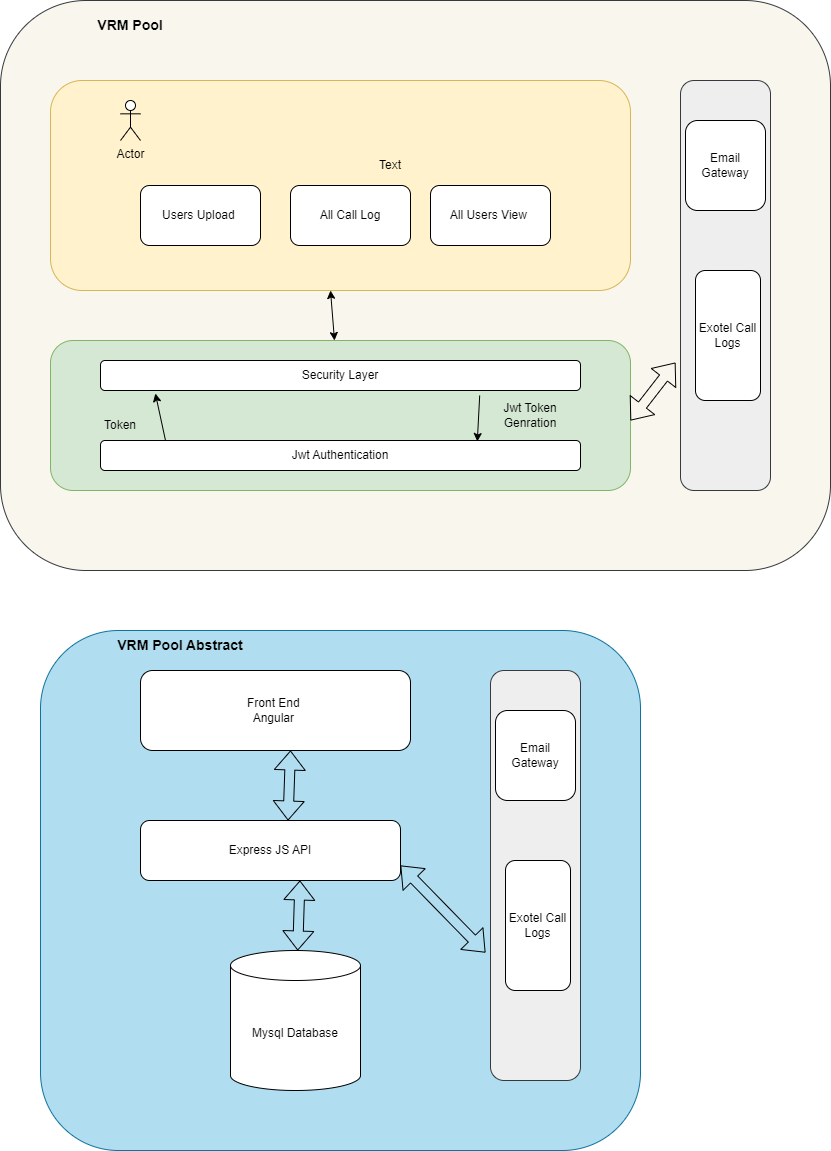 VRM Pool
Actor
Text
Users Upload
All Call Log
All Users View
Email
Gateway
Exotel Call
Logs
Security Layer
Token
Jwt Token
Genration
Jwt Authentication
VRM Pool Abstract
Front End
Angular
Email
Gateway
Express JS API
Exotel Call
Logs
Mysql Database